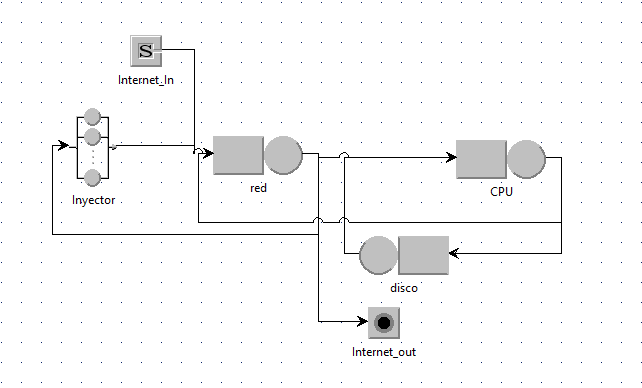 S
Internet_In
Inyector
red
CPU
disco
Internet_out